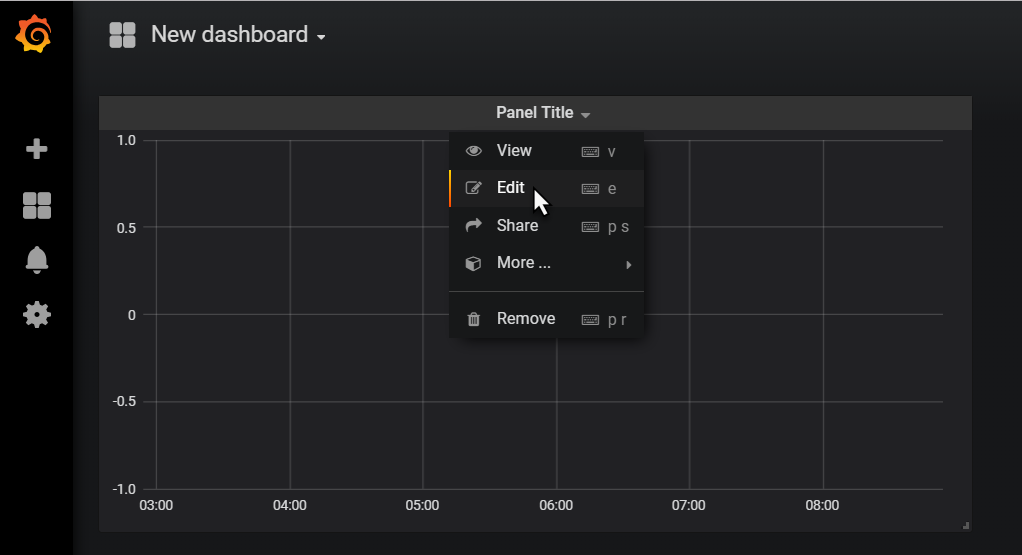 New dashboard
Panel Title
View v
Edit e
Share p s
More ...
Remove p r
1.0
0.5
0
-0.5
-1.0
03:00 04:00 05:00 06:00 07:00 08:00